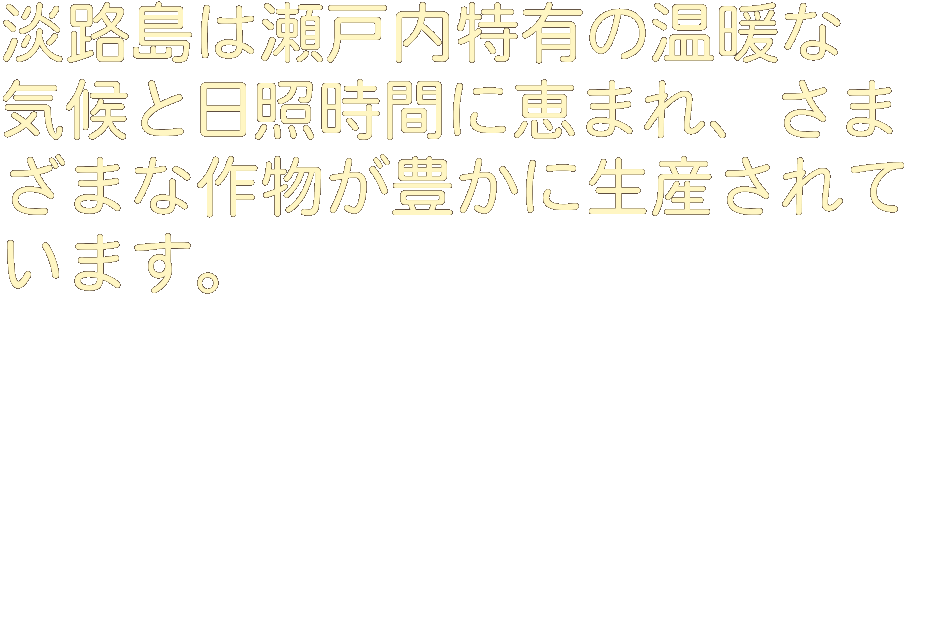 淡路島は瀬戸内特有の温暖な
気候と日照時間に恵まれ、さま
ざまな作物が豊かに生産されて
います。